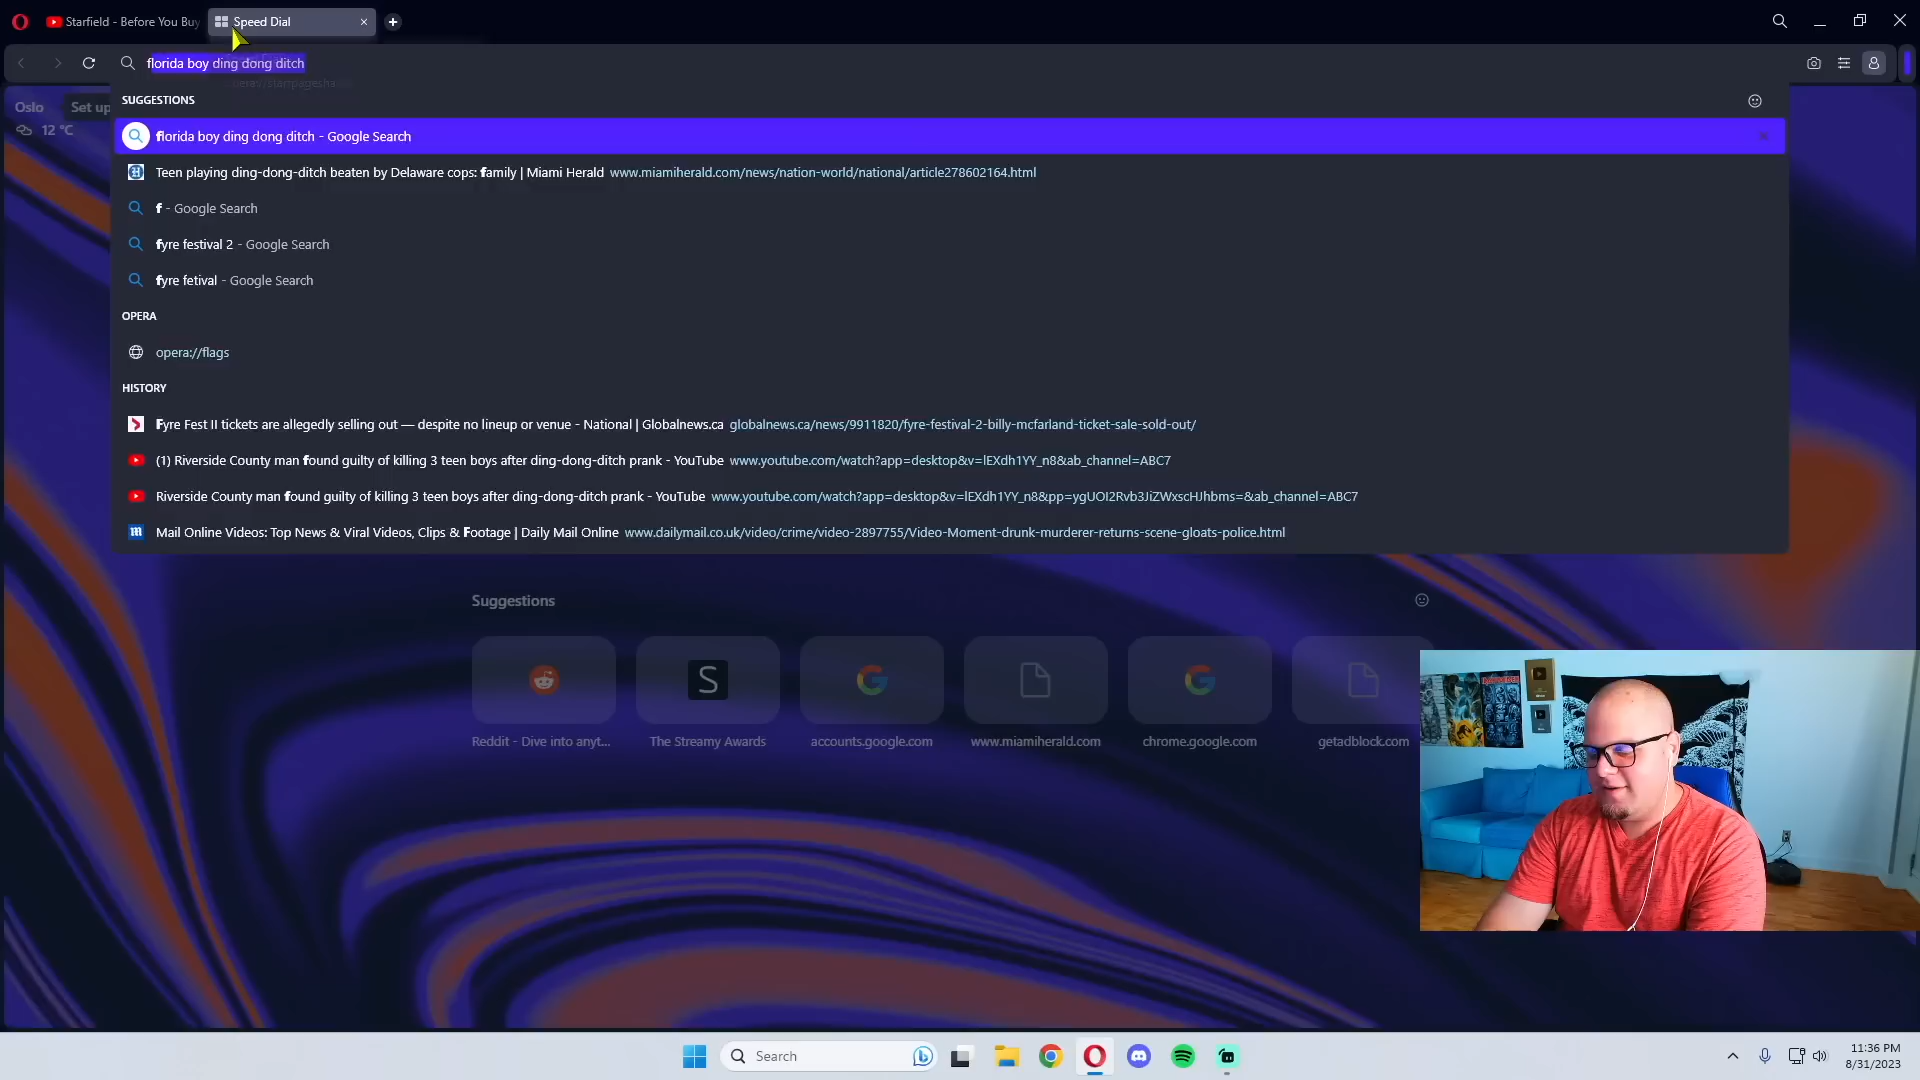 Starfield - Before You Buy
Speed Dial
florida boy ding dong ditch
Oslo
Set up
12 °C
SUGGESTIONS
florida boy ding dong ditch - Google Search
Teen playing ding-dong-ditch beaten by Delaware cops: family | Miami Herald www.miamiherald.com/news/nation-world/national/article278602164.html
f - Google Search
fyre festival 2 - Google Search
fyre fetival - Google Search
OPERA
opera://flags
HISTORY
Fyre Fest II tickets are allegedly selling out — despite no lineup or venue - National | Globalnews.ca globalnews.ca/news/9911820/fyre-festival-2-billy-mcfarland-ticket-sale-sold-out/
(1) Riverside County man found guilty of killing 3 teen boys after ding-dong-ditch prank - YouTube www.youtube.com/watch?app=desktop&v=lEXdh1YY_n8&ab_channel=ABC7
Riverside County man found guilty of killing 3 teen boys after ding-dong-ditch prank - YouTube www.youtube.com/watch?app=desktop&v=lEXdh1YY_n8&pp=ygUOI2Rvb3JiZWxscHJhbms=&ab_channel=ABC7
Mail Online Videos: Top News & Viral Videos, Clips & Footage | Daily Mail Online www.dailymail.co.uk/video/crime/video-2897755/Video-Moment-drunk-murderer-returns-scene-gloats-police.html
Suggestions
Reddit - Dive into anyt...
S
The Streamy Awards
accounts.google.com
www.miamiherald.com
chrome.google.com
getadblock.com
Search
11:36 PM
8/31/2023